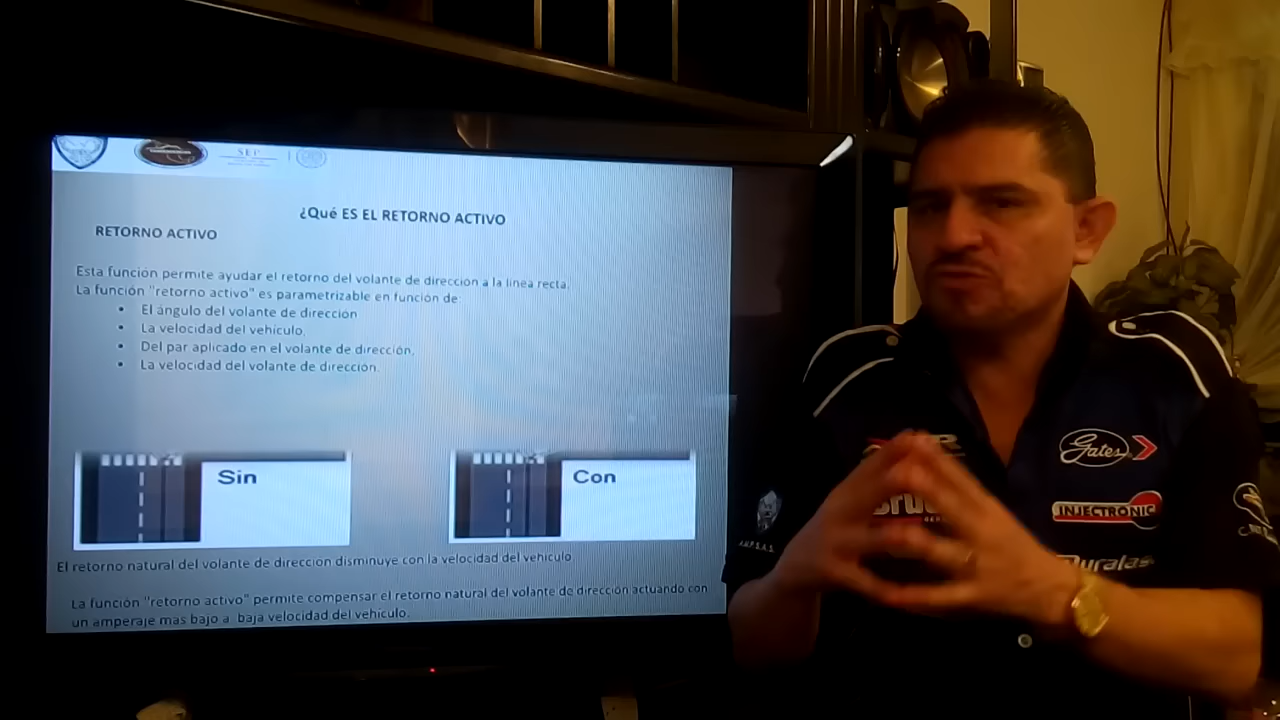 SEP
¿Qué ES EL RETORNO ACTIVO
RETORNO ACTIVO
Esta función permite ayudar el retorno del volante de dirección a la línea recta.
La función "retorno activo" es parametrizable en función de:
• El ángulo del volante de dirección
• La velocidad del vehículo.
• Del par aplicado en el volante de dirección.
• La velocidad del volante de dirección.
Sin
Con
El retorno natural del volante de dirección disminuye con la velocidad del vehículo
La función "retorno activo" permite compensar el retorno natural del volante de dirección actuando con
un amperaje mas bajo a baja velocidad del vehículo.
Gates
INJECTRONIC